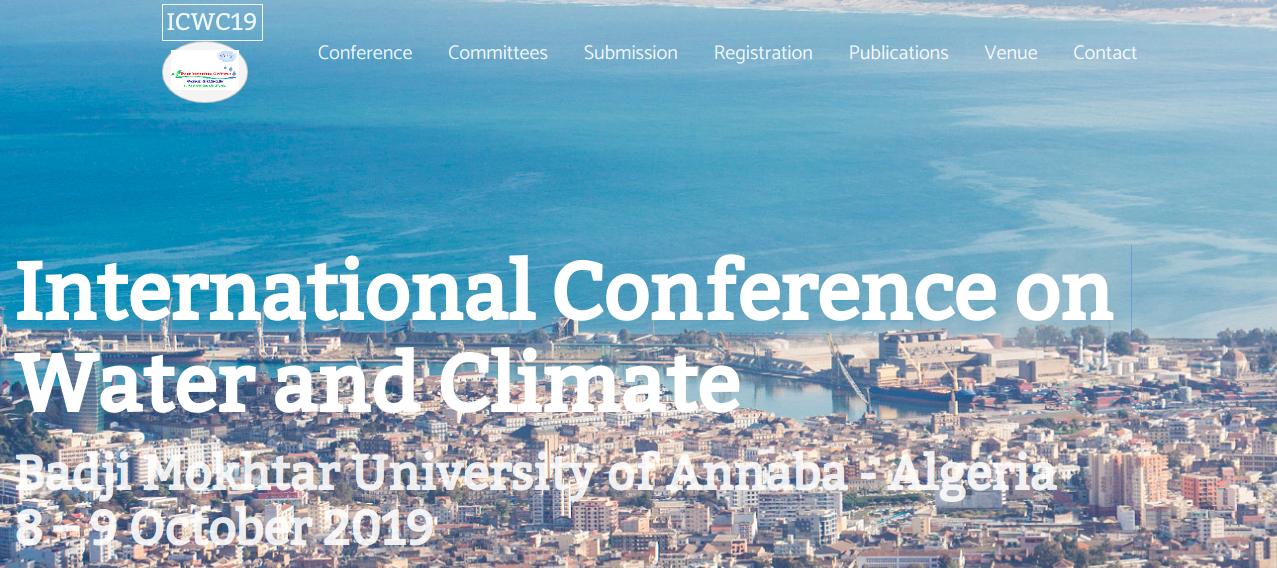 ICWC19
Conference Committees Submission Registration Publications Venue Contact
International Conference on
Water and Climate
Badji Mokhtar University of Annaba - Algeria
8 - 9 October 2019